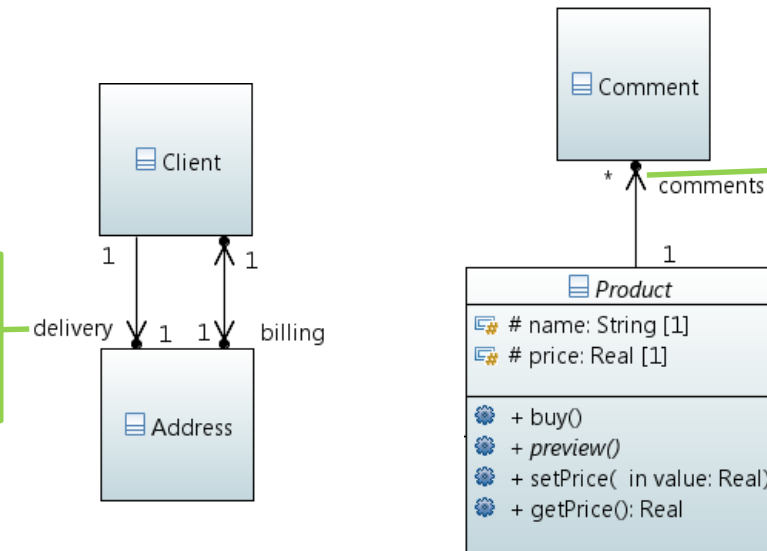 Client
1
1
delivery
1
1
billing
Address
Comment
*
comments
1
Product
# name: String [1]
# price: Real [1]
+ buy()
+ preview()
+ setPrice( in value: Real)
+ getPrice(): Real